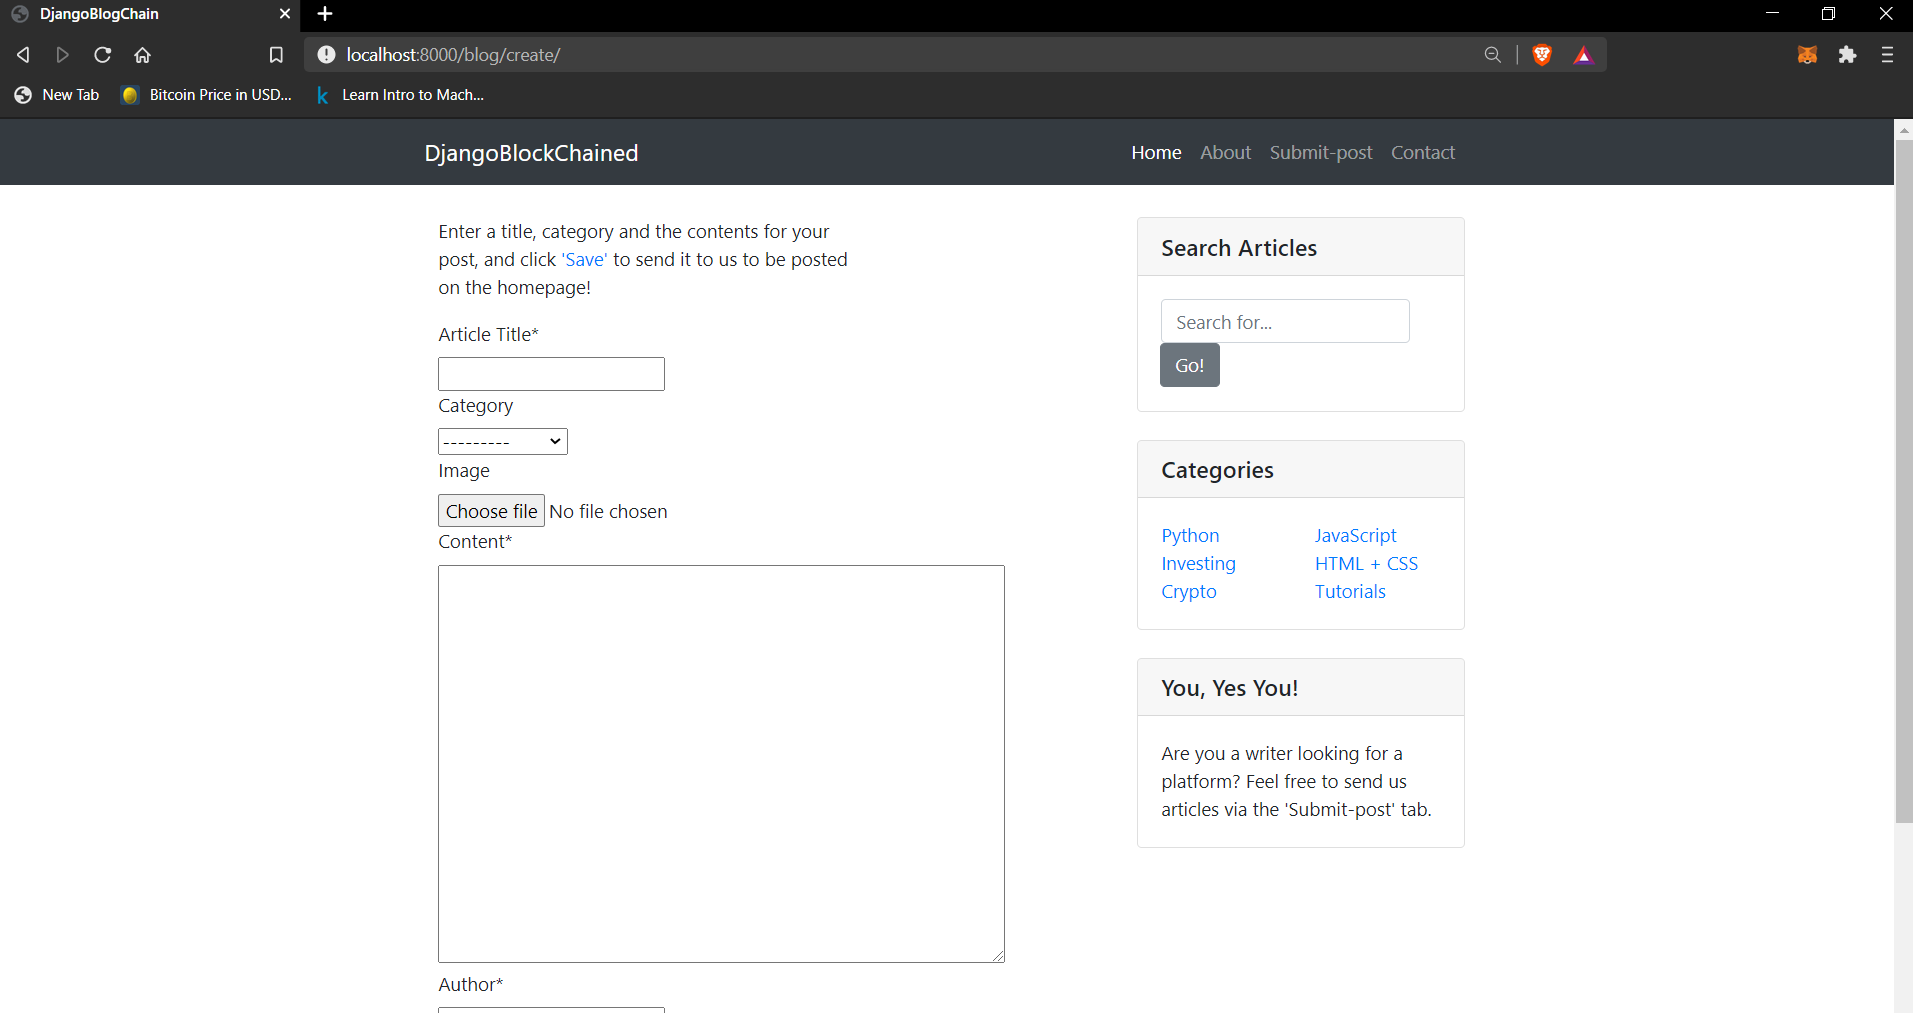 DjangoBlogChain
localhost:8000/blog/create/
New Tab
Bitcoin Price in USD...
Learn Intro to Mach...
DjangoBlockChained
Home
About
Submit-post
Contact
Enter a title, category and the contents for your
post, and click 'Save' to send it to us to be posted
on the homepage!
Article Title*
Category
---------
Image
Choose file No file chosen
Content*
Author*
Search Articles
Search for...
Go!
Categories
Python
JavaScript
Investing
HTML + CSS
Crypto
Tutorials
You, Yes You!
Are you a writer looking for a
platform? Feel free to send us
articles via the 'Submit-post' tab.